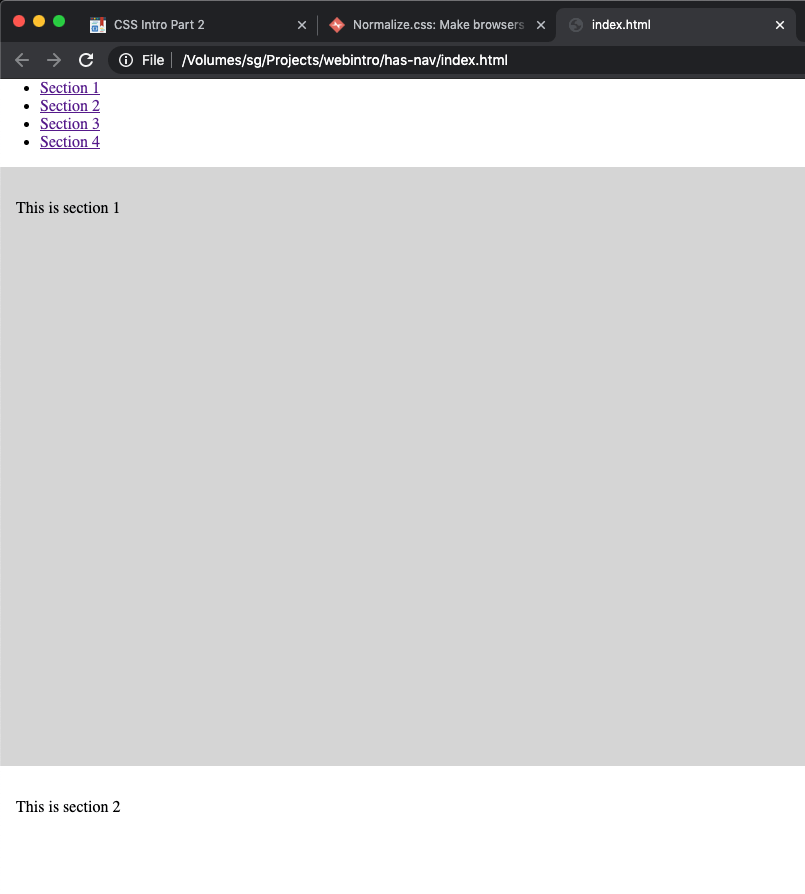 CSS Intro Part 2
Normalize.css: Make browsers
index.html
File
/Volumes/sg/Projects/webintro/has-nav/index.html
Section 1
Section 2
Section 3
Section 4
This is section 1
This is section 2